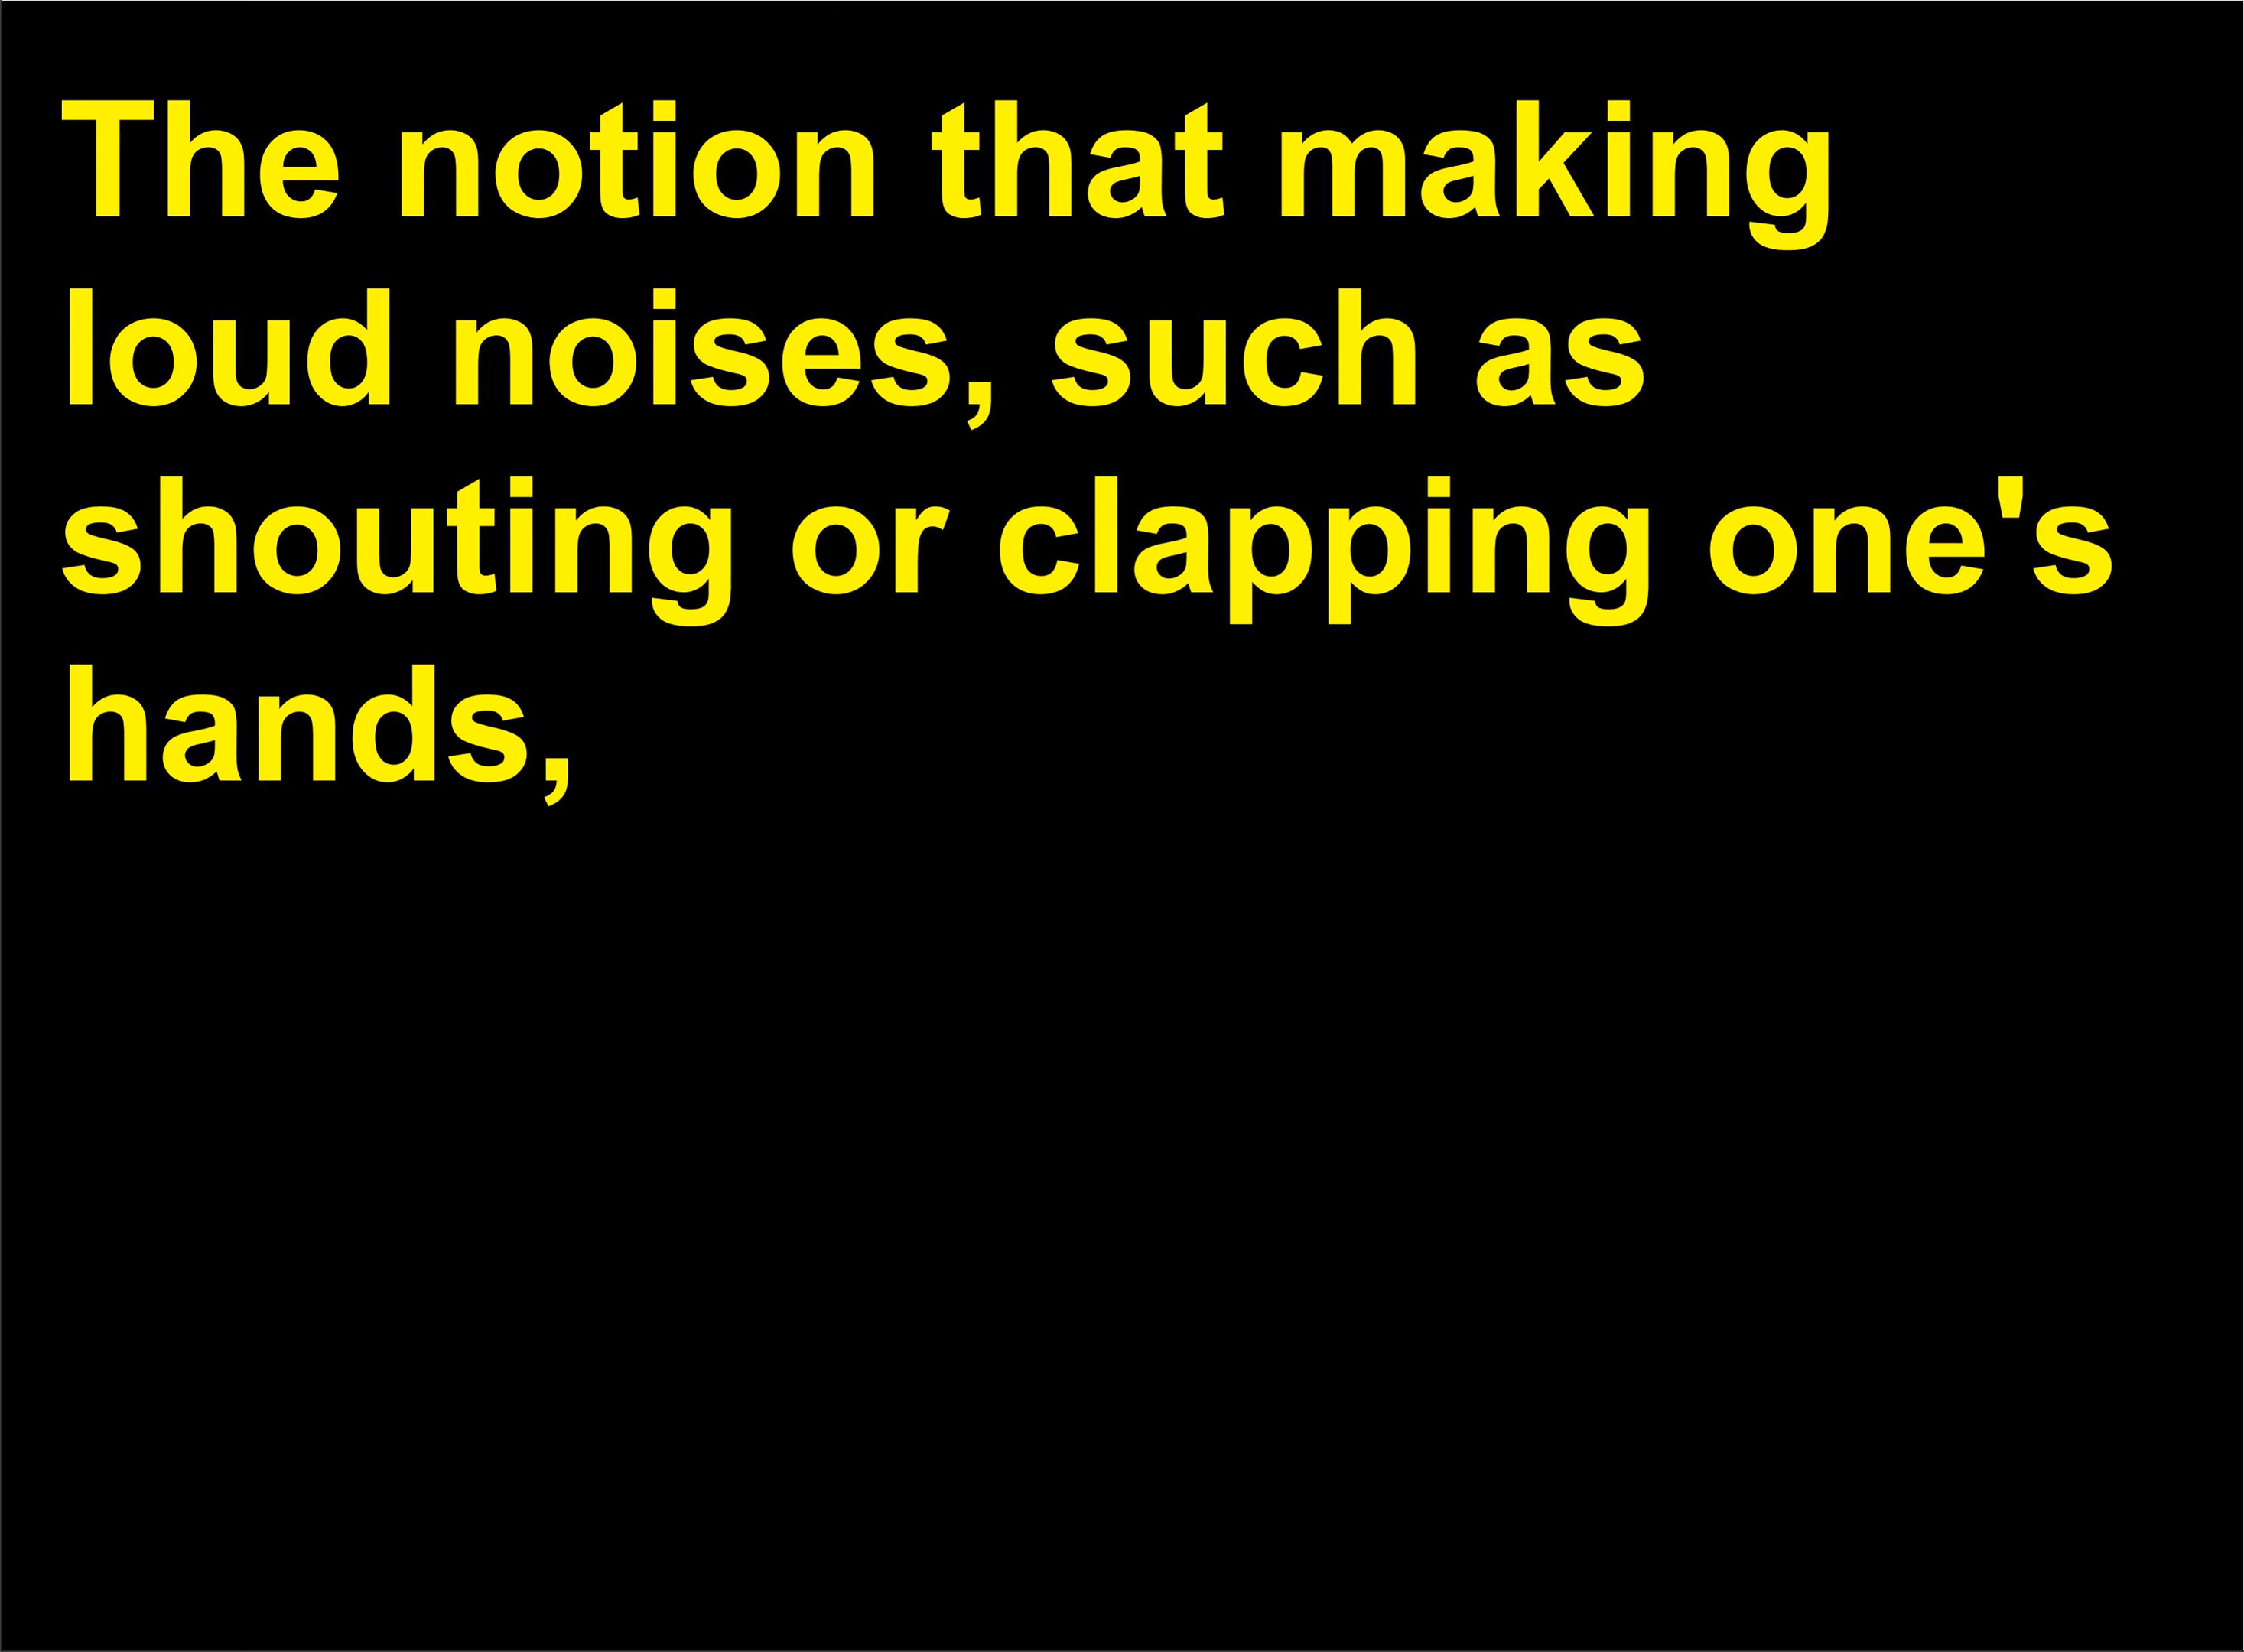 The notion that making
loud noises, such as
shouting or clapping one's
hands,